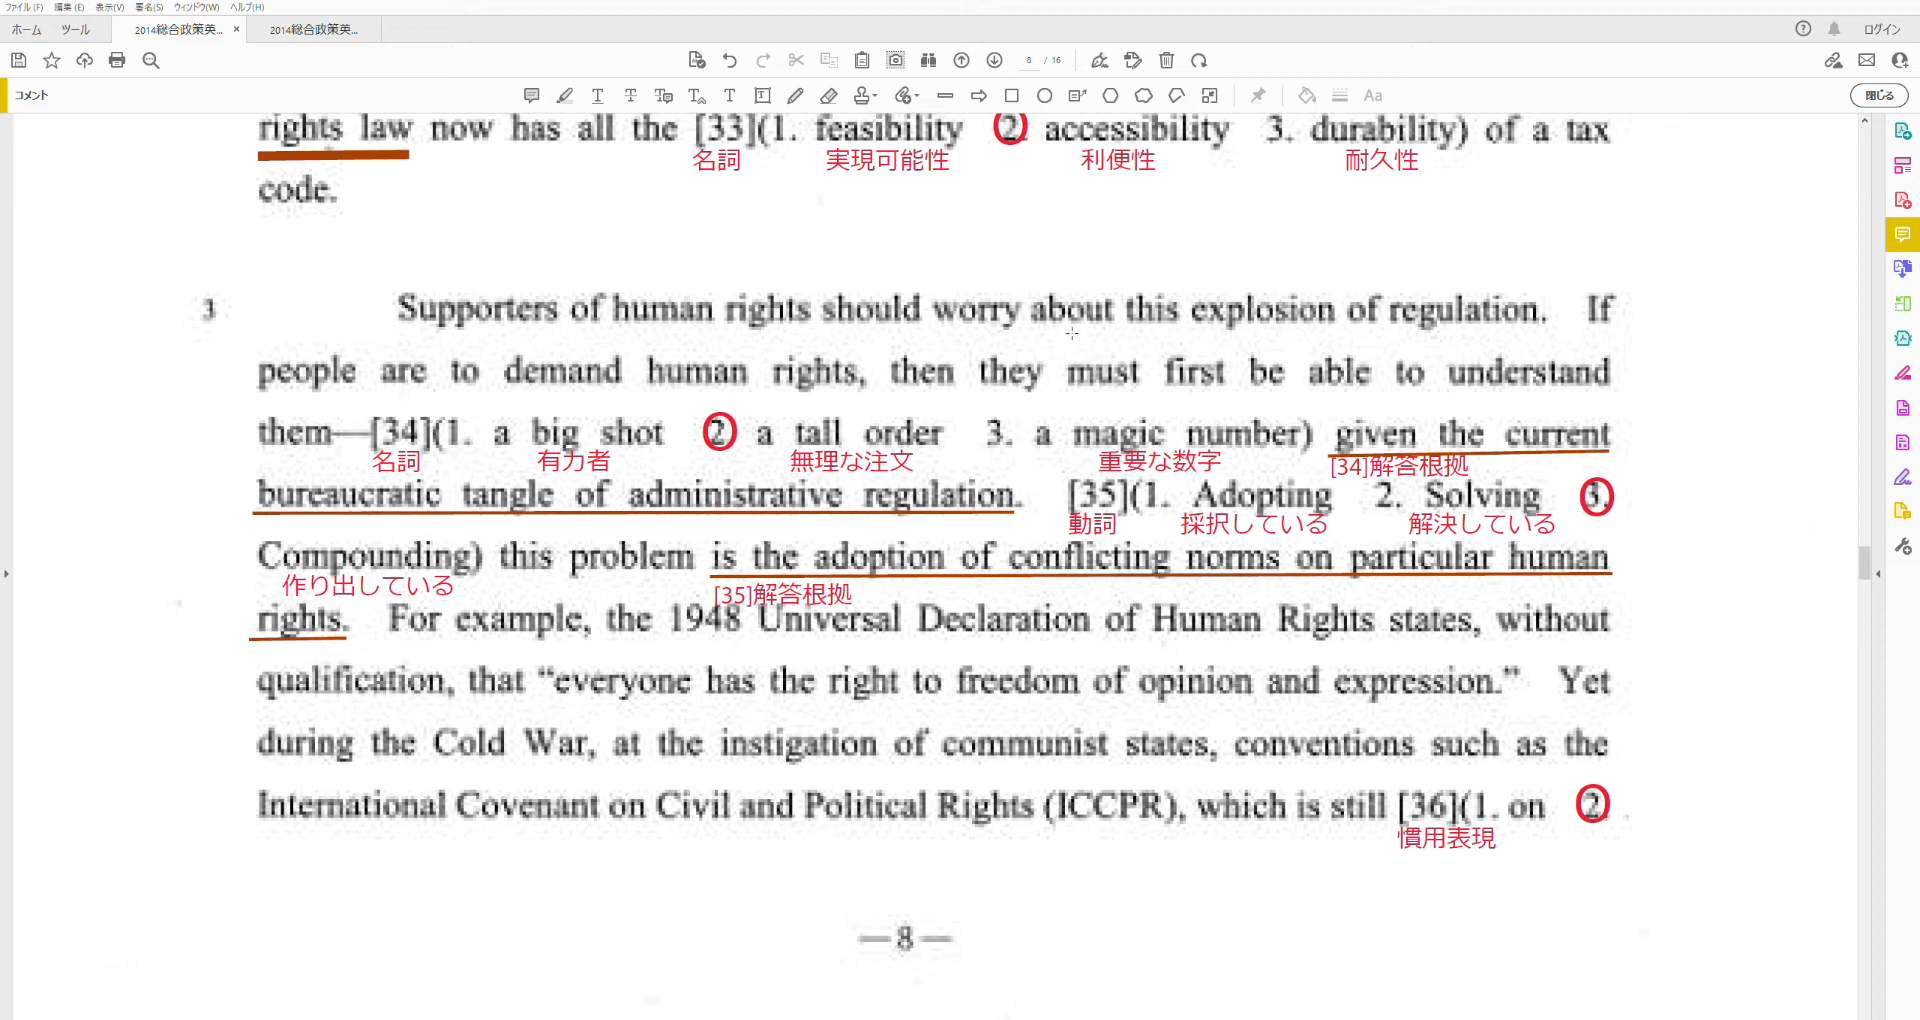 ファイル(F) 編集(E) 表示(V) 署名(S) ウィンドウ(W) ヘルプ(H)
ホーム ツール 2014総合政策英... × 2014総合政策英... ログイン
8 / 16
コメント Aa 閉じる
rights law now has all the [33](1. feasibility 2. accessibility 3. durability) of a tax
名詞 実現可能性 利便性 耐久性
code.
3 Supporters of human rights should worry about this explosion of regulation. If
people are to demand human rights, then they must first be able to understand
them—[34](1. a big shot 2. a tall order 3. a magic number) given the current
名詞 有力者 無理な注文 重要な数字 [34]解答根拠
bureaucratic tangle of administrative regulation. [35](1. Adopting 2. Solving 3.
動詞 採択している 解決している
Compounding) this problem is the adoption of conflicting norms on particular human
作り出している [35]解答根拠
rights. For example, the 1948 Universal Declaration of Human Rights states, without
qualification, that “everyone has the right to freedom of opinion and expression.” Yet
during the Cold War, at the instigation of communist states, conventions such as the
International Covenant on Civil and Political Rights (ICCPR), which is still [36](1. on 2.
慣用表現
— 8 —